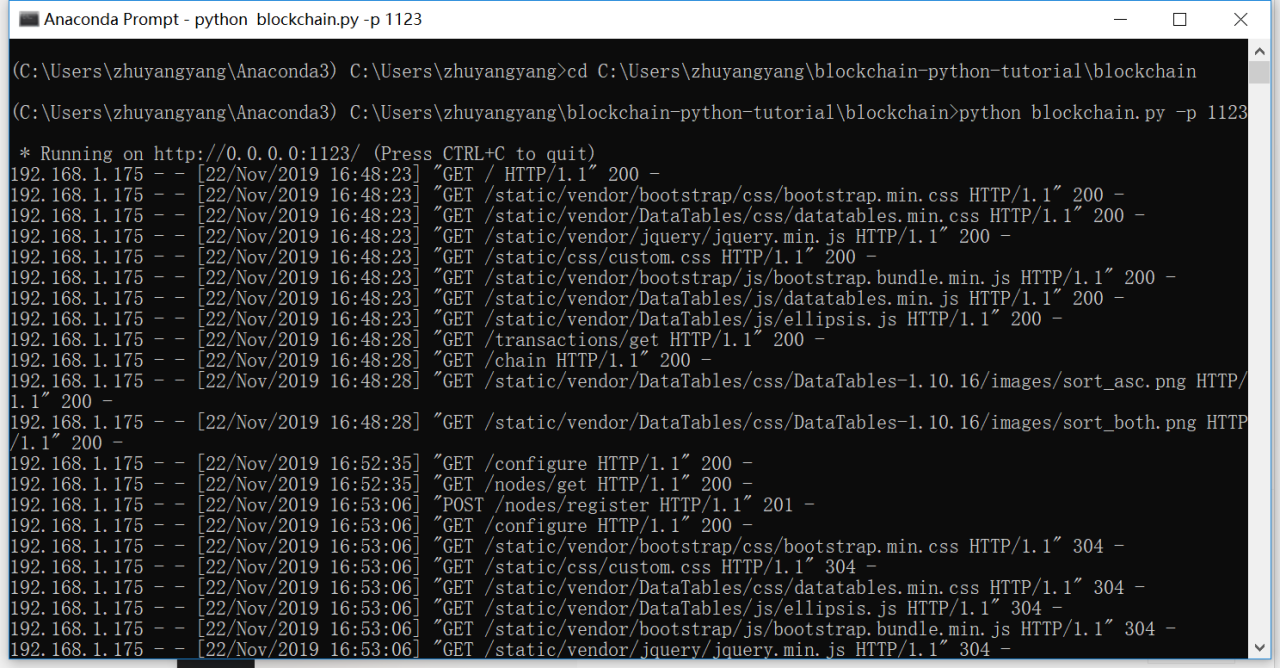 Anaconda Prompt - python  blockchain.py -p 1123
(C:\Users\zhuyangyang\Anaconda3) C:\Users\zhuyangyang>cd C:\Users\zhuyangyang\blockchain-python-tutorial\blockchain
(C:\Users\zhuyangyang\Anaconda3) C:\Users\zhuyangyang\blockchain-python-tutorial\blockchain>python blockchain.py -p 1123
 * Running on http://0.0.0.0:1123/ (Press CTRL+C to quit)
192.168.1.175 - - [22/Nov/2019 16:48:23] "GET / HTTP/1.1" 200 -
192.168.1.175 - - [22/Nov/2019 16:48:23] "GET /static/vendor/bootstrap/css/bootstrap.min.css HTTP/1.1" 200 -
192.168.1.175 - - [22/Nov/2019 16:48:23] "GET /static/vendor/DataTables/css/datatables.min.css HTTP/1.1" 200 -
192.168.1.175 - - [22/Nov/2019 16:48:23] "GET /static/vendor/jquery/jquery.min.js HTTP/1.1" 200 -
192.168.1.175 - - [22/Nov/2019 16:48:23] "GET /static/css/custom.css HTTP/1.1" 200 -
192.168.1.175 - - [22/Nov/2019 16:48:23] "GET /static/vendor/bootstrap/js/bootstrap.bundle.min.js HTTP/1.1" 200 -
192.168.1.175 - - [22/Nov/2019 16:48:23] "GET /static/vendor/DataTables/js/datatables.min.js HTTP/1.1" 200 -
192.168.1.175 - - [22/Nov/2019 16:48:23] "GET /static/vendor/DataTables/js/ellipsis.js HTTP/1.1" 200 -
192.168.1.175 - - [22/Nov/2019 16:48:28] "GET /transactions/get HTTP/1.1" 200 -
192.168.1.175 - - [22/Nov/2019 16:48:28] "GET /chain HTTP/1.1" 200 -
192.168.1.175 - - [22/Nov/2019 16:48:28] "GET /static/vendor/DataTables/css/DataTables-1.10.16/images/sort_asc.png HTTP/
1.1" 200 -
192.168.1.175 - - [22/Nov/2019 16:48:28] "GET /static/vendor/DataTables/css/DataTables-1.10.16/images/sort_both.png HTTP
/1.1" 200 -
192.168.1.175 - - [22/Nov/2019 16:52:35] "GET /configure HTTP/1.1" 200 -
192.168.1.175 - - [22/Nov/2019 16:52:35] "GET /nodes/get HTTP/1.1" 200 -
192.168.1.175 - - [22/Nov/2019 16:53:06] "POST /nodes/register HTTP/1.1" 201 -
192.168.1.175 - - [22/Nov/2019 16:53:06] "GET /configure HTTP/1.1" 200 -
192.168.1.175 - - [22/Nov/2019 16:53:06] "GET /static/vendor/bootstrap/css/bootstrap.min.css HTTP/1.1" 304 -
192.168.1.175 - - [22/Nov/2019 16:53:06] "GET /static/css/custom.css HTTP/1.1" 304 -
192.168.1.175 - - [22/Nov/2019 16:53:06] "GET /static/vendor/DataTables/css/datatables.min.css HTTP/1.1" 304 -
192.168.1.175 - - [22/Nov/2019 16:53:06] "GET /static/vendor/DataTables/js/ellipsis.js HTTP/1.1" 304 -
192.168.1.175 - - [22/Nov/2019 16:53:06] "GET /static/vendor/bootstrap/js/bootstrap.bundle.min.js HTTP/1.1" 304 -
192.168.1.175 - - [22/Nov/2019 16:53:06] "GET /static/vendor/jquery/jquery.min.js HTTP/1.1" 304 -